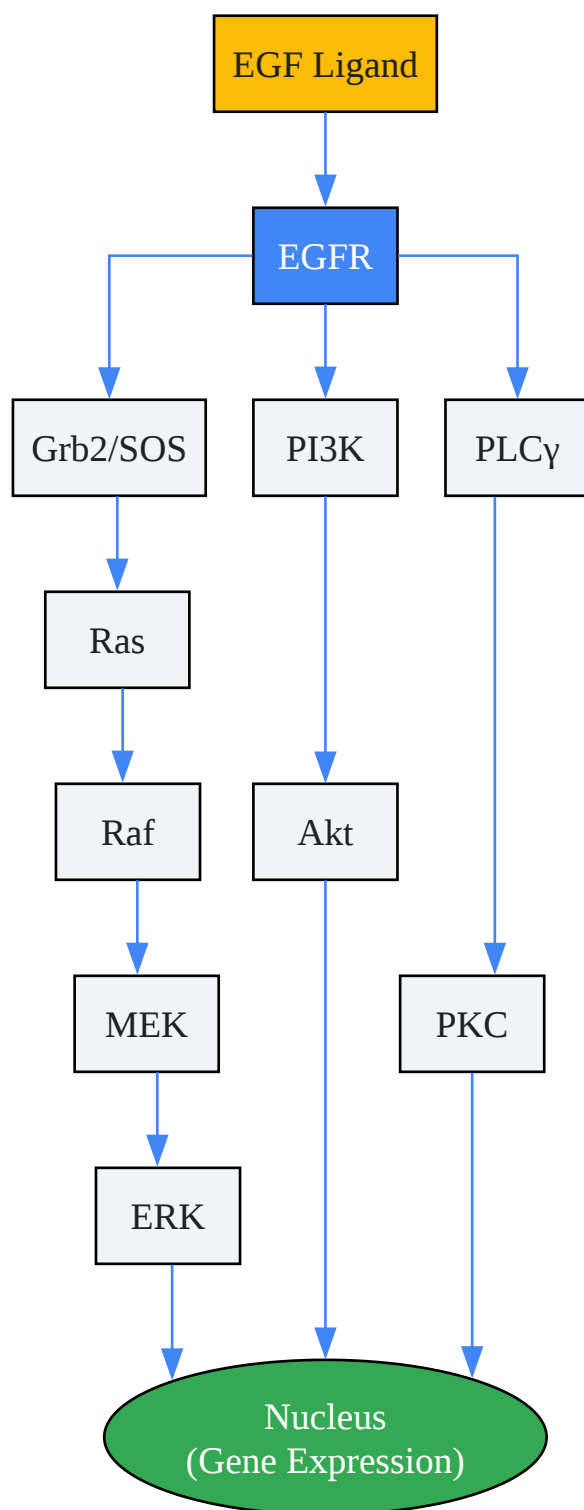 EGF Ligand
EGFR
Grb2/SOS
PI3K
PLCγ
Ras
Raf
Akt
MEK
PKC
ERK
Nucleus
(Gene Expression)